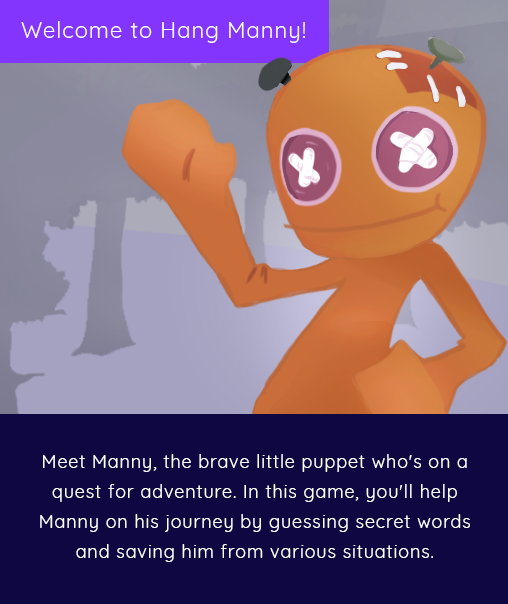 Welcome to Hang Manny!
Meet Manny, the brave little puppet who's on a
quest for adventure. In this game, you'll help
Manny on his journey by guessing secret words
and saving him from various situations.